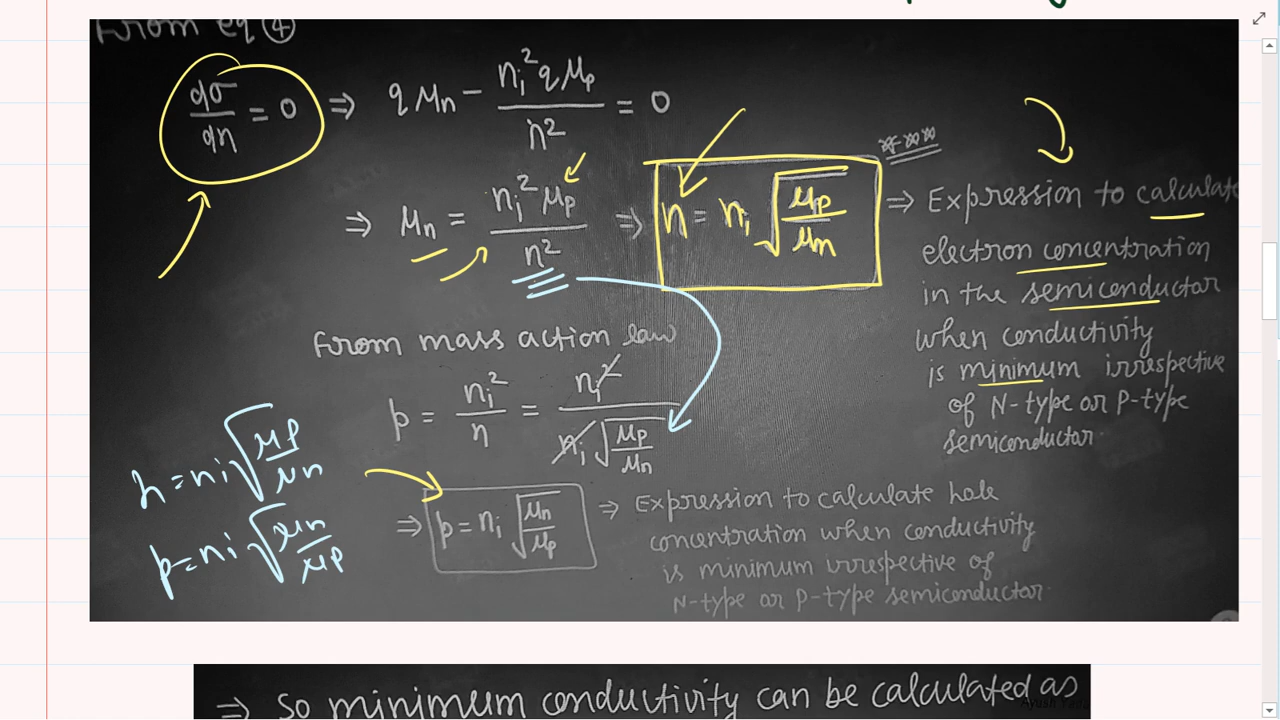 From eq ④
dσ/dn = 0 ⇒ qμn - ni²qμp/n² = 0
⇒ μn = ni²μp/n² ⇒ n = ni √(μp/μn) ⇒ Expression to calculate
electron concentration
in the semiconductor
when conductivity
is minimum irrespective
of N-type or P-type
semiconductor
From mass action law
p = ni²/n = ni²/(ni √(μp/μn))
n = ni √(μp/μn)
p = ni √(μn/μp)
⇒ p = ni √(μn/μp) ⇒ Expression to calculate hole
concentration when conductivity
is minimum irrespective of
N-type or P-type semiconductor
⇒ So minimum conductivity can be calculated as